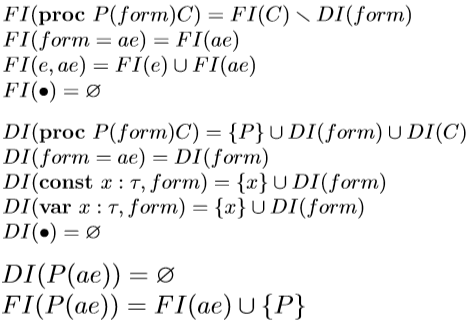 FI(proc P(form)C) = FI(C) ∖ DI(form)
FI(form = ae) = FI(ae)
FI(e, ae) = FI(e) ∪ FI(ae)
FI(•) = ∅
DI(proc P(form)C) = {P} ∪ DI(form) ∪ DI(C)
DI(form = ae) = DI(form)
DI(const x : τ, form) = {x} ∪ DI(form)
DI(var x : τ, form) = {x} ∪ DI(form)
DI(•) = ∅
DI(P(ae)) = ∅
FI(P(ae)) = FI(ae) ∪ {P}